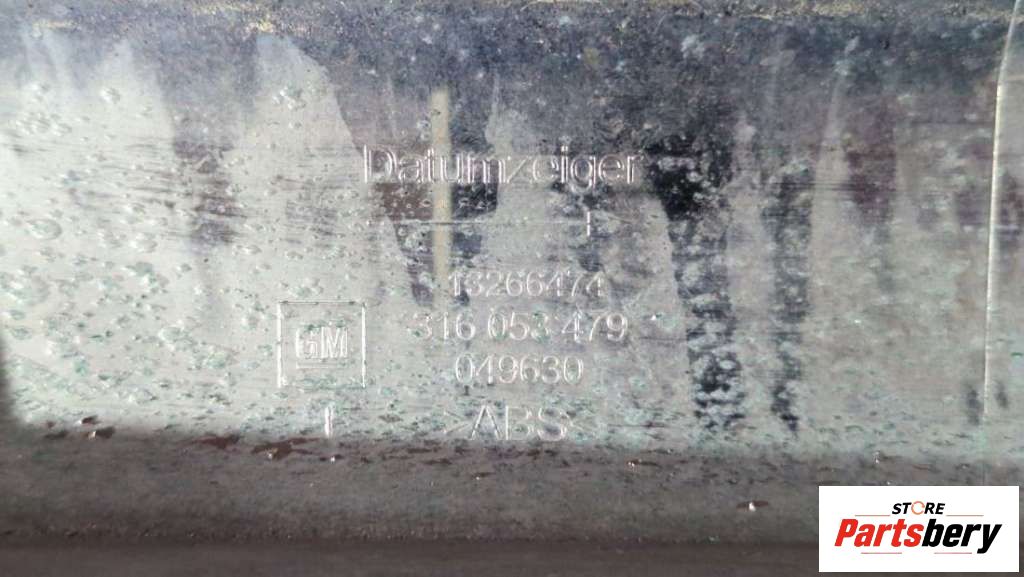 Datumzeiger
13266474
GM
316 053 479
049630
>ABS<
STORE
Partsbery